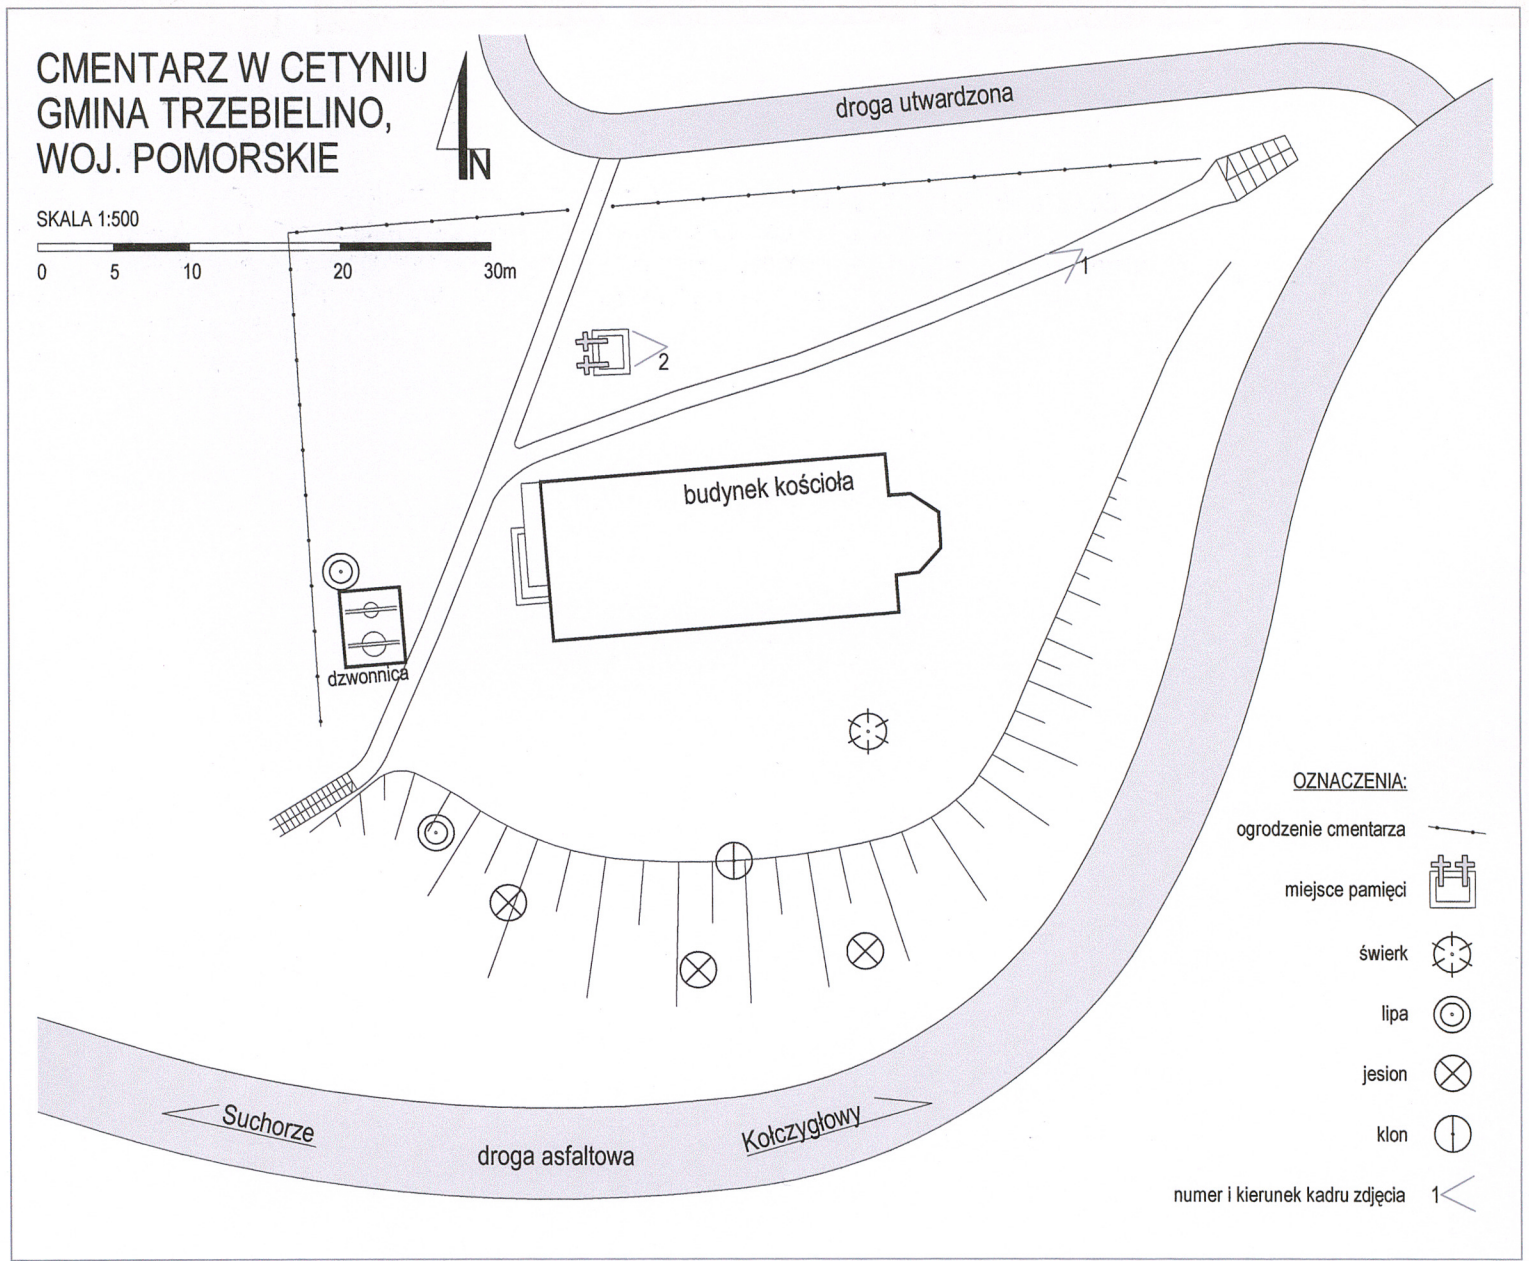 CMENTARZ W CETYNIU
GMINA TRZEBIELINO,
WOJ. POMORSKIE
N
SKALA 1:500
0 5 10 20 30m
droga utwardzona
1
2
budynek kościoła
dzwonnica
OZNACZENIA:
ogrodzenie cmentarza
miejsce pamięci
świerk
lipa
jesion
klon
numer i kierunek kadru zdjęcia 1
Suchorze
droga asfaltowa
Kołczygłowy